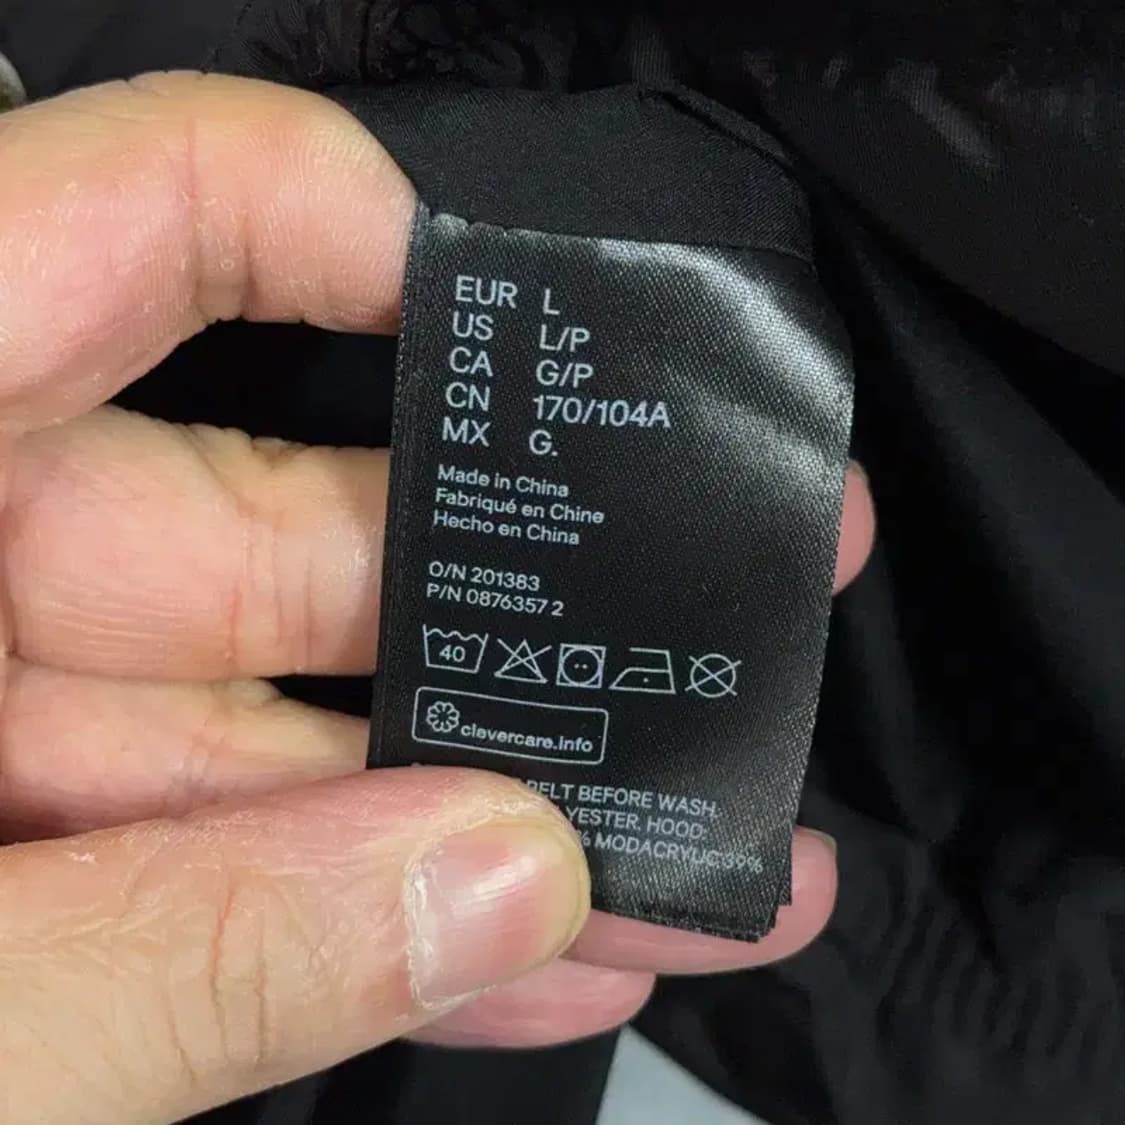 EUR L
US L/P
CA G/P
CN 170/104A
MX G.
Made in China
Fabriqué en Chine
Hecho en China
O/N 201383
P/N 0876357 2
40
clevercare.info
BELT BEFORE WASH.
HOOD:
% MODACRYLIC 39%